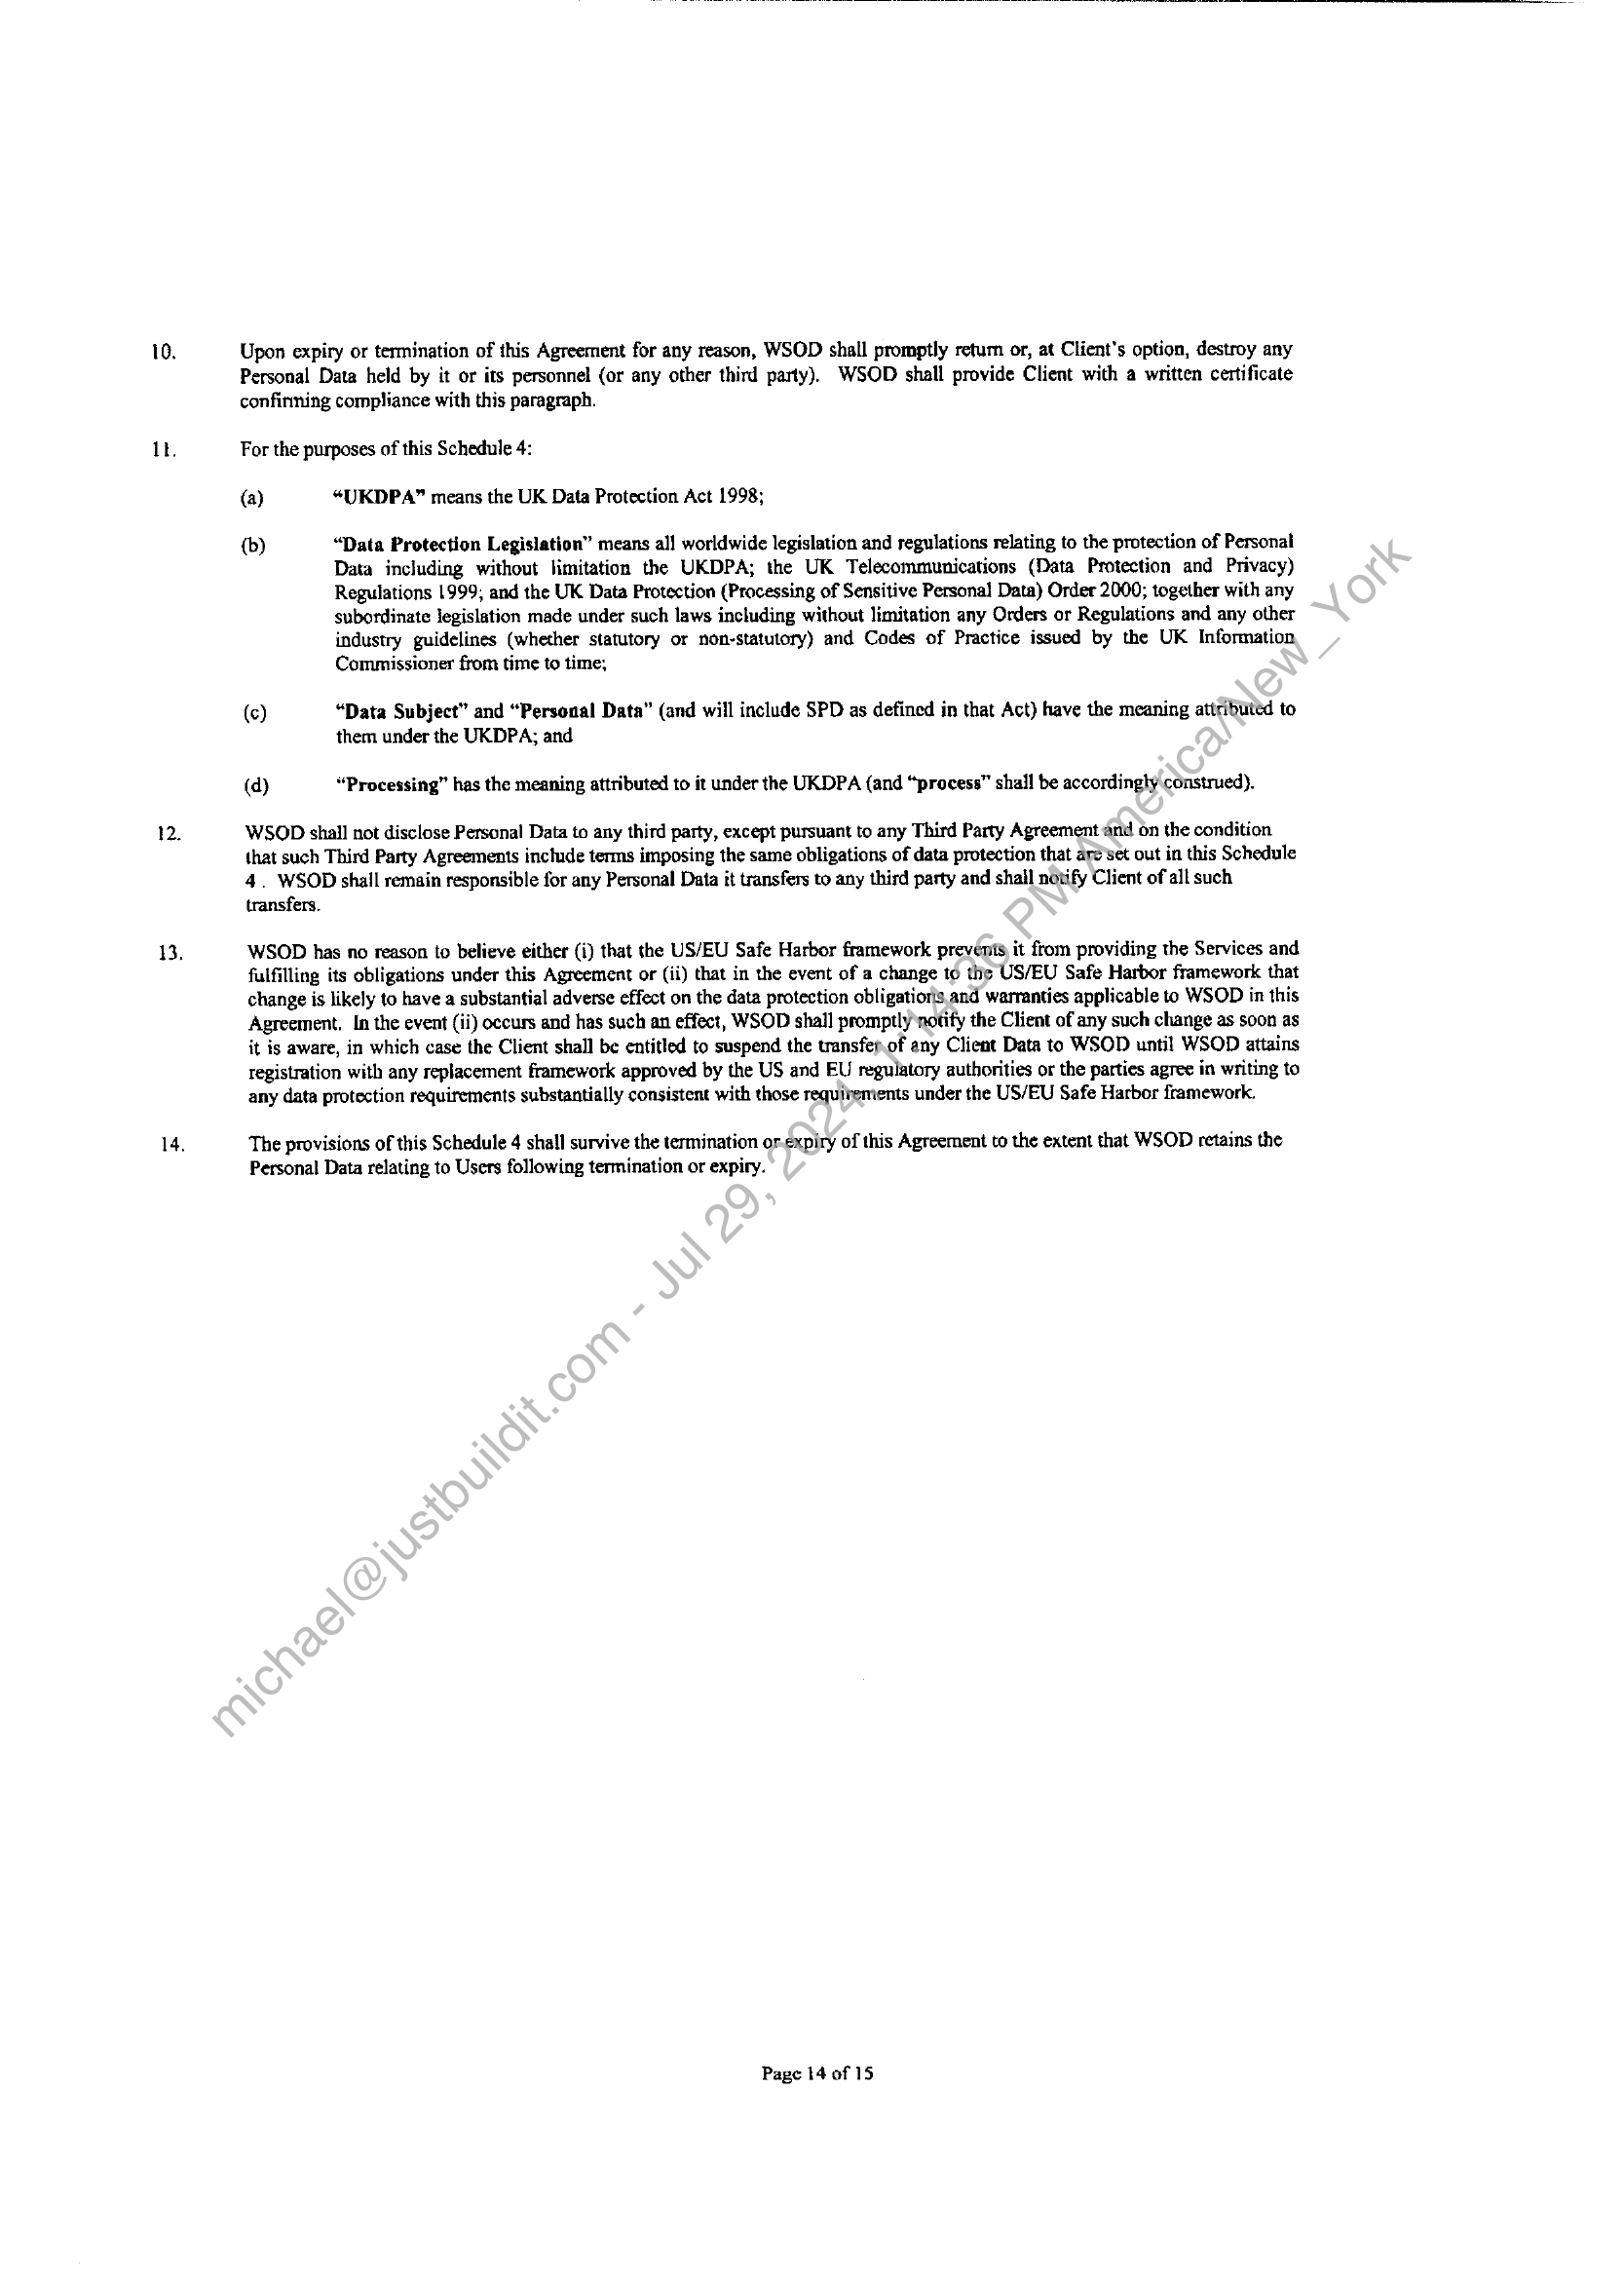 10. Upon expiry or termination of this Agreement for any reason, WSOD shall promptly return or, at Client's option, destroy any
Personal Data held by it or its personnel (or any other third party). WSOD shall provide Client with a written certificate
confirming compliance with this paragraph.
11. For the purposes of this Schedule 4:
(a) “UKDPA” means the UK Data Protection Act 1998;
(b) “Data Protection Legislation” means all worldwide legislation and regulations relating to the protection of Personal
Data including without limitation the UKDPA; the UK Telecommunications (Data Protection and Privacy)
Regulations 1999; and the UK Data Protection (Processing of Sensitive Personal Data) Order 2000; together with any
subordinate legislation made under such laws including without limitation any Orders or Regulations and any other
industry guidelines (whether statutory or non-statutory) and Codes of Practice issued by the UK Information
Commissioner from time to time;
(c) “Data Subject” and “Personal Data” (and will include SPD as defined in that Act) have the meaning attributed to
them under the UKDPA; and
(d) “Processing” has the meaning attributed to it under the UKDPA (and “process” shall be accordingly construed).
12. WSOD shall not disclose Personal Data to any third party, except pursuant to any Third Party Agreement and on the condition
that such Third Party Agreements include terms imposing the same obligations of data protection that are set out in this Schedule
4 . WSOD shall remain responsible for any Personal Data it transfers to any third party and shall notify Client of all such
transfers.
13. WSOD has no reason to believe either (i) that the US/EU Safe Harbor framework prevents it from providing the Services and
fulfilling its obligations under this Agreement or (ii) that in the event of a change to the US/EU Safe Harbor framework that
change is likely to have a substantial adverse effect on the data protection obligations and warranties applicable to WSOD in this
Agreement. In the event (ii) occurs and has such an effect, WSOD shall promptly notify the Client of any such change as soon as
it is aware, in which case the Client shall be entitled to suspend the transfer of any Client Data to WSOD until WSOD attains
registration with any replacement framework approved by the US and EU regulatory authorities or the parties agree in writing to
any data protection requirements substantially consistent with those requirements under the US/EU Safe Harbor framework.
14. The provisions of this Schedule 4 shall survive the termination or expiry of this Agreement to the extent that WSOD retains the
Personal Data relating to Users following termination or expiry.
michael@justbuildit.com - Jul 29, 2024, 1:14:36 PM America/New_York
Page 14 of 15